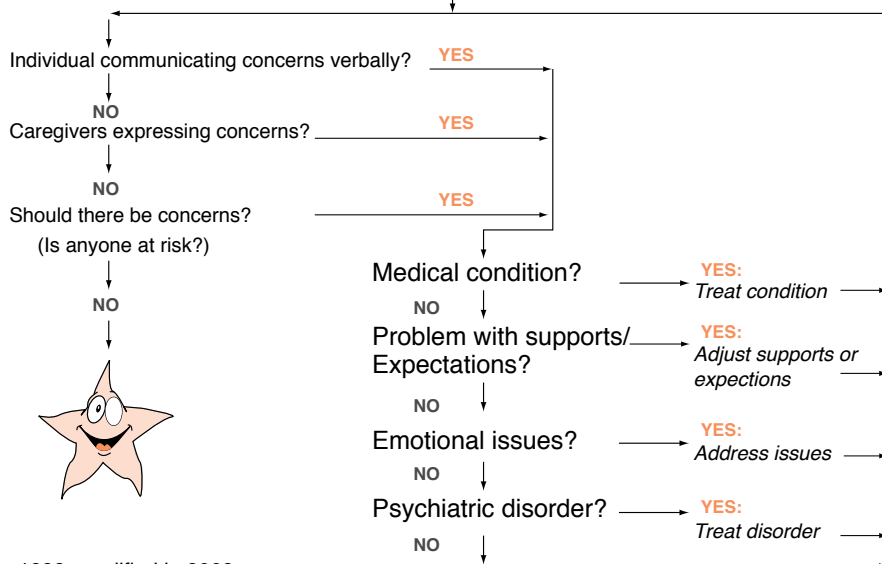 Individual communicating concerns verbally?
YES
NO
Caregivers expressing concerns?
YES
NO
Should there be concerns?
YES
(Is anyone at risk?)
NO
Medical condition?
YES:
Treat condition
NO
Problem with supports/
Expectations?
YES:
Adjust supports or
expections
NO
Emotional issues?
YES:
Address issues
NO
Psychiatric disorder?
YES:
Treat disorder
NO